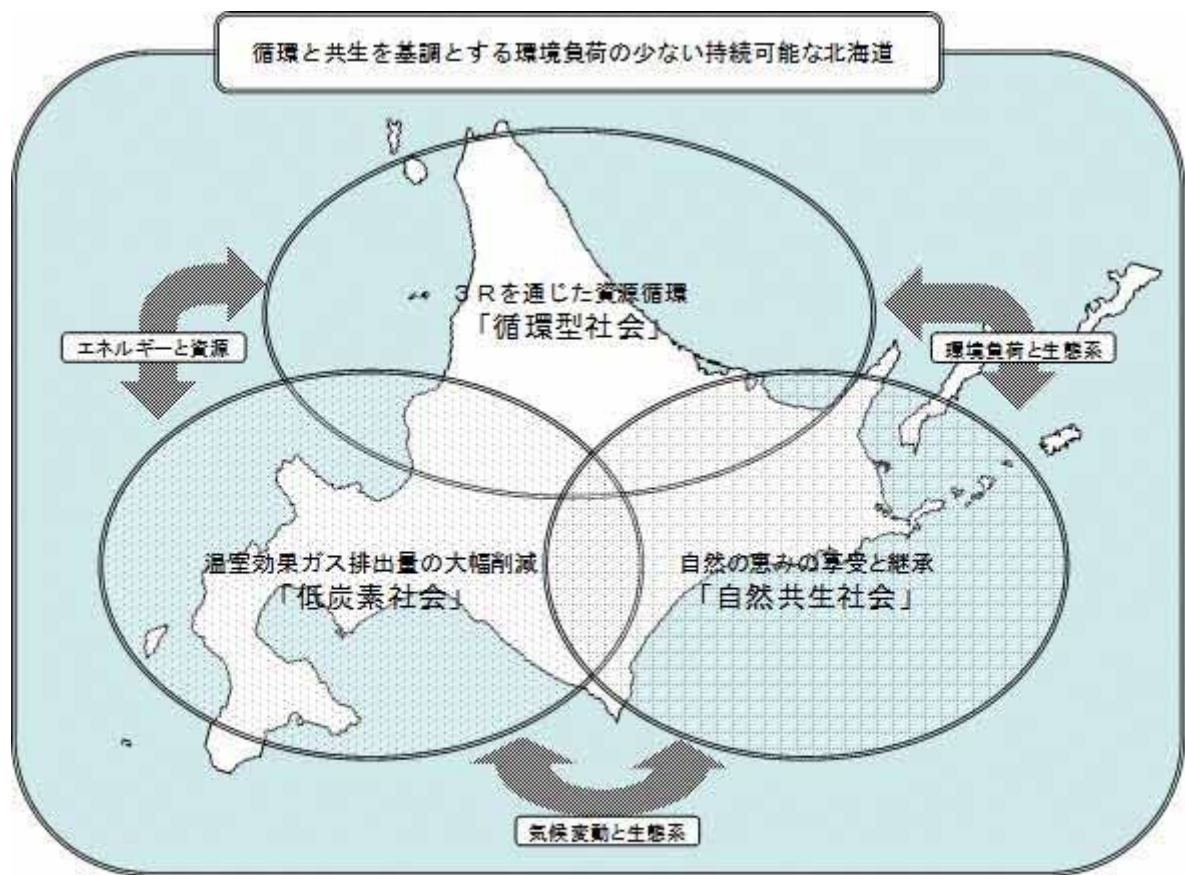 循環と共生を基調とする環境負荷の少ない持続可能な北海道
3Rを通じた資源循環
「循環型社会」
エネルギーと資源
環境負荷と生態系
温室効果ガス排出量の大幅削減
「低炭素社会」
自然の恵みの享受と継承
「自然共生社会」
気候変動と生態系